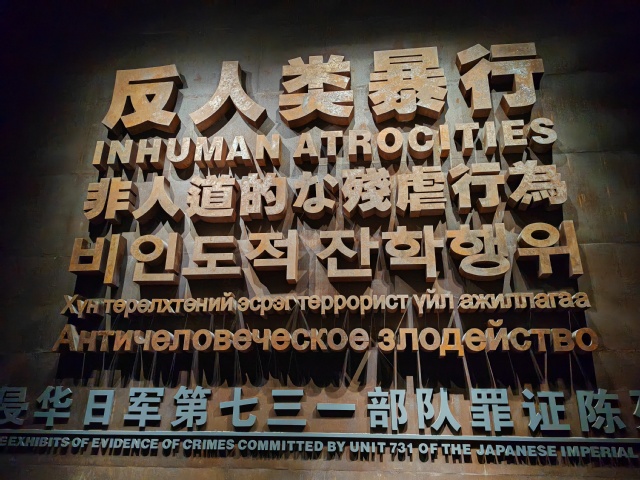 反人类暴行
INHUMAN ATROCITIES
非人道的な残虐行為
비인도적 잔학행위
Хүн төрөлхтөний эсрэг террорист үйл ажиллагаа
Античеловеческое злодейство
侵华日军第七三一部队罪证陈
EXHIBITS OF EVIDENCE OF CRIMES COMMITTED BY UNIT 731 OF THE JAPANESE IMPERIAL